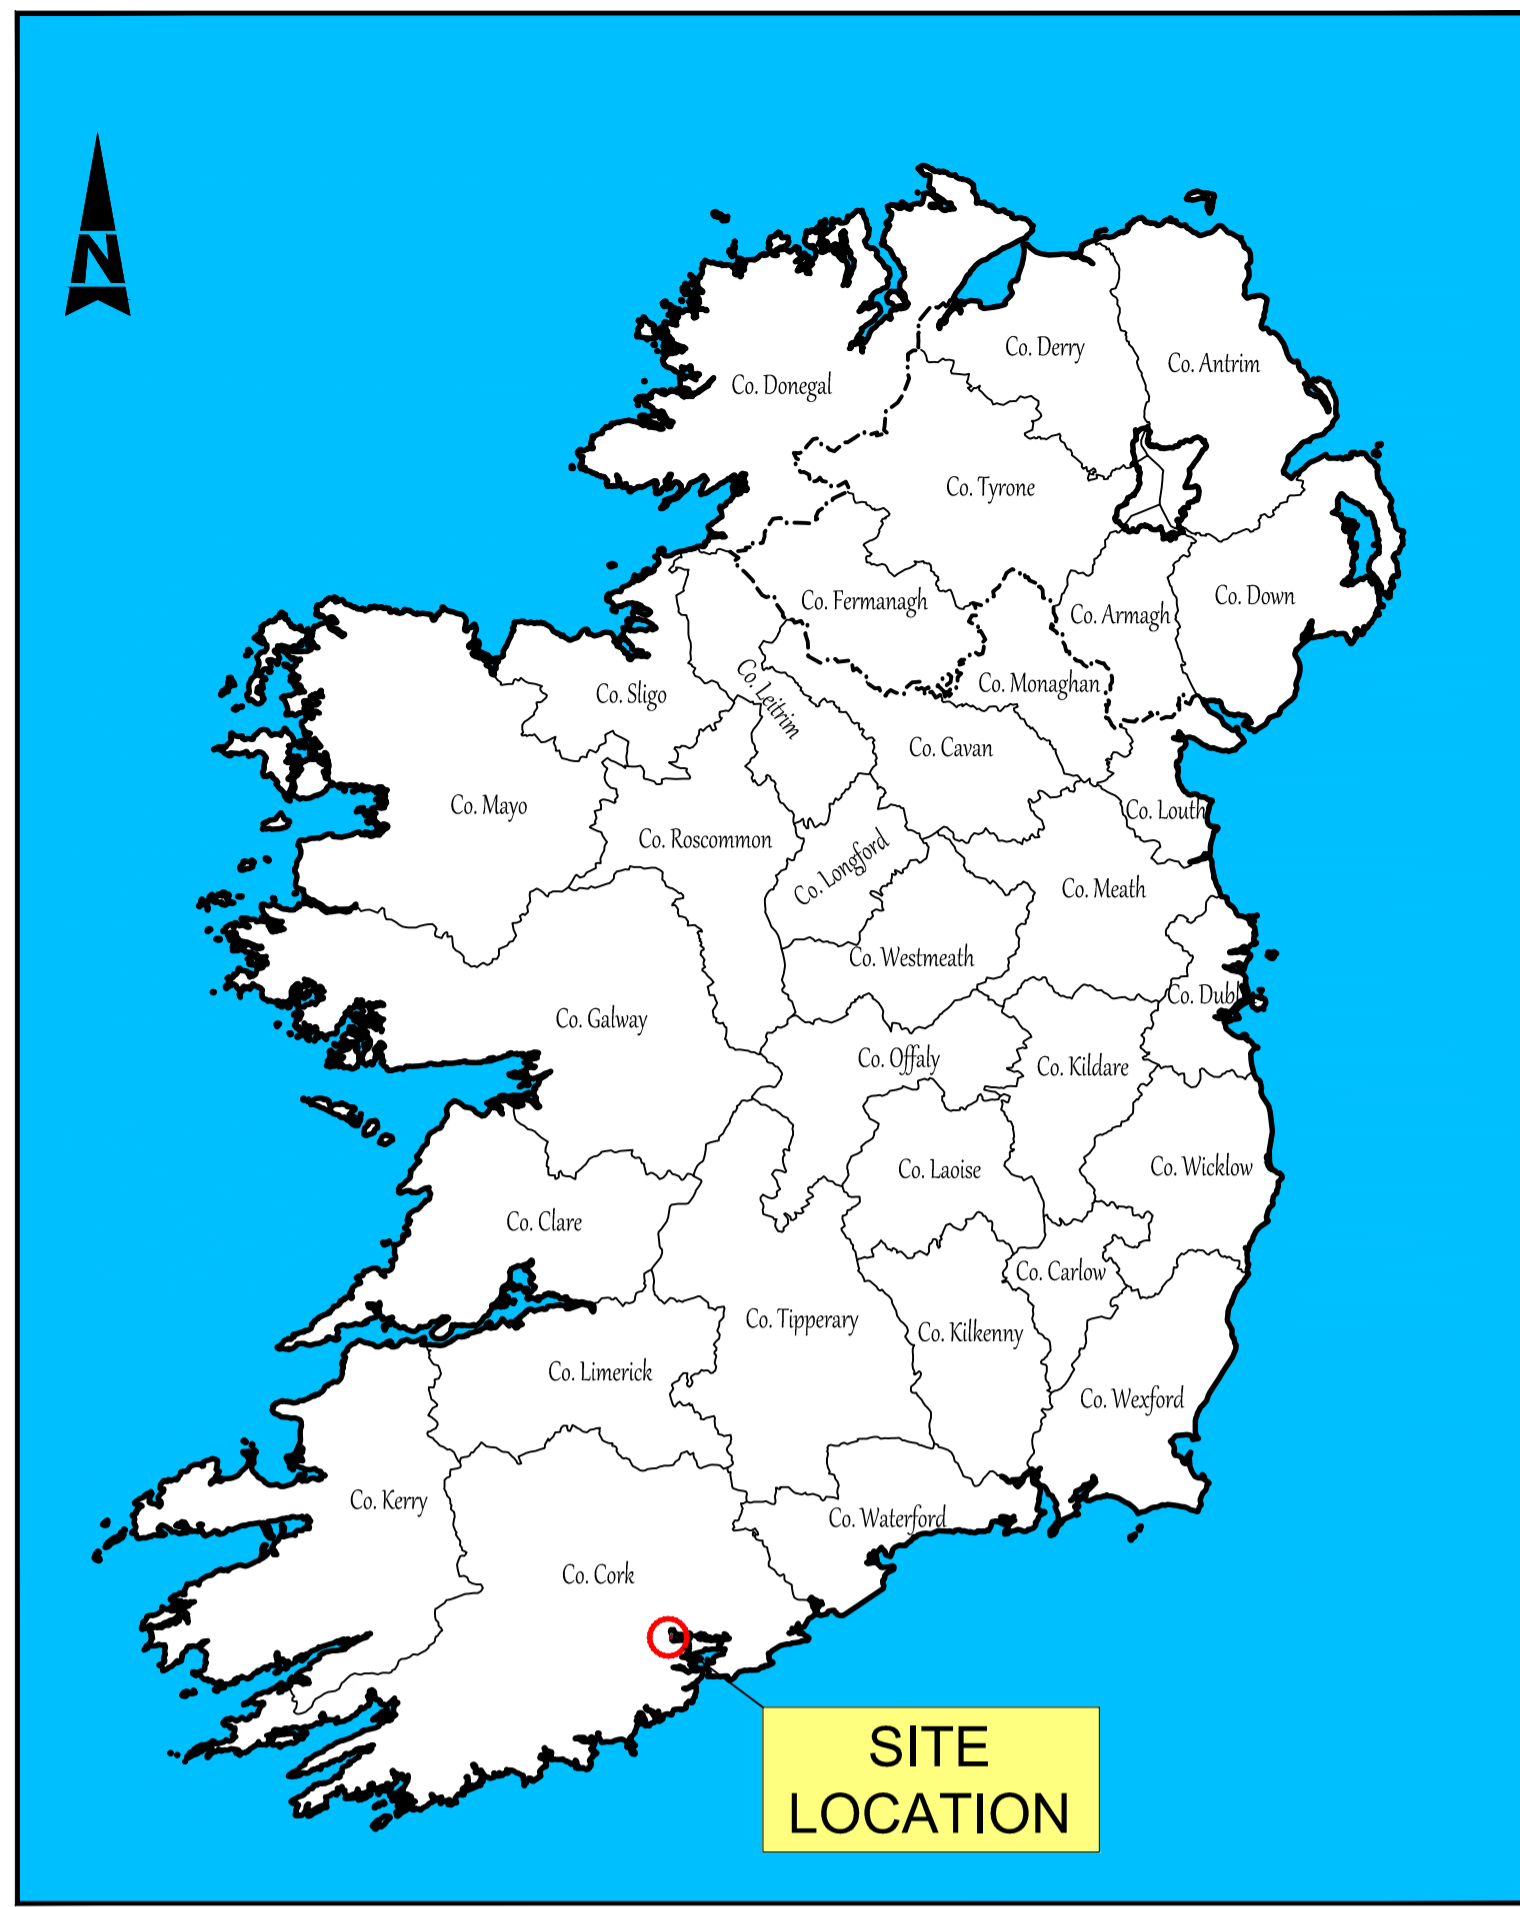 N
Co. Derry
Co. Antrim
Co. Donegal
Co. Tyrone
Co. Fermanagh
Co. Down
Co. Armagh
Co. Monaghan
Co. Sligo
Co. Leitrim
Co. Cavan
Co. Mayo
Co. Louth
Co. Roscommon
Co. Longford
Co. Meath
Co. Westmeath
Co. Dubl
Co. Galway
Co. Offaly
Co. Kildare
Co. Laoise
Co. Wicklow
Co. Clare
Co. Carlow
Co. Tipperary
Co. Kilkenny
Co. Limerick
Co. Wexford
Co. Kerry
Co. Waterford
Co. Cork
SITE
LOCATION